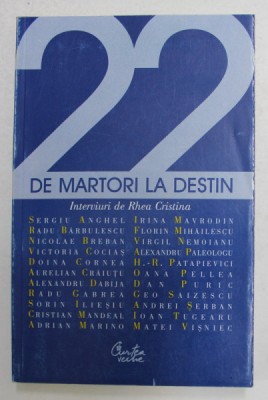 22
DE MARTORI LA DESTIN
Interviuri de Rhea Cristina
SERGIU ANGHEL
RADU BĂRBULESCU
NICOLAE BREBAN
VICTORIA COCIAȘ
DOINA CORNEA
AURELIAN CRĂIUȚU
ALEXANDRU DABIJA
RADU GABREA
SORIN ILIEȘIU
CRISTIAN MANDEAL
ADRIAN MARINO
IRINA MAVRODIN
FLORIN MIHĂILESCU
VIRGIL NEMOIANU
ALEXANDRU PALEOLOGU
H.-R. PATAPIEVICI
OANA PELLEA
DAN PURIC
GEO SAIZESCU
ANDREI ȘERBAN
IOAN TUGEARU
MATEI VIȘNIEC
Curtea veche